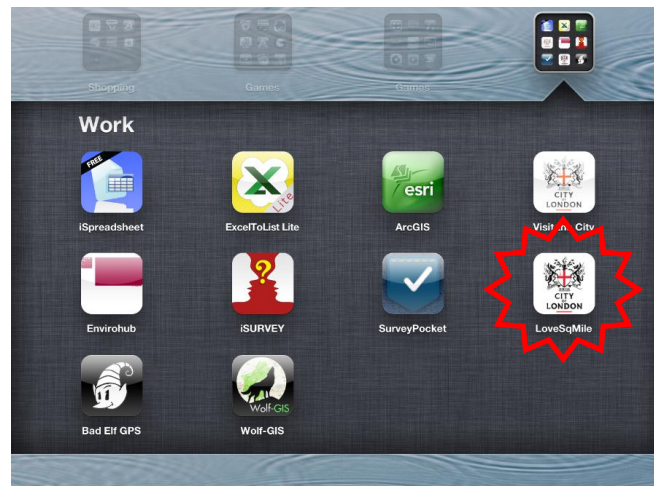 Shopping
Games
Games
Work
FREE
iSpreadsheet
Lite
ExcelToList Lite
esri
ArcGIS
CITY
LONDON
Visit the City
Envirohub
?
iSURVEY
SurveyPocket
CITY
LONDON
LoveSqMile
Bad Elf GPS
Wolf-GIS
Wolf-GIS